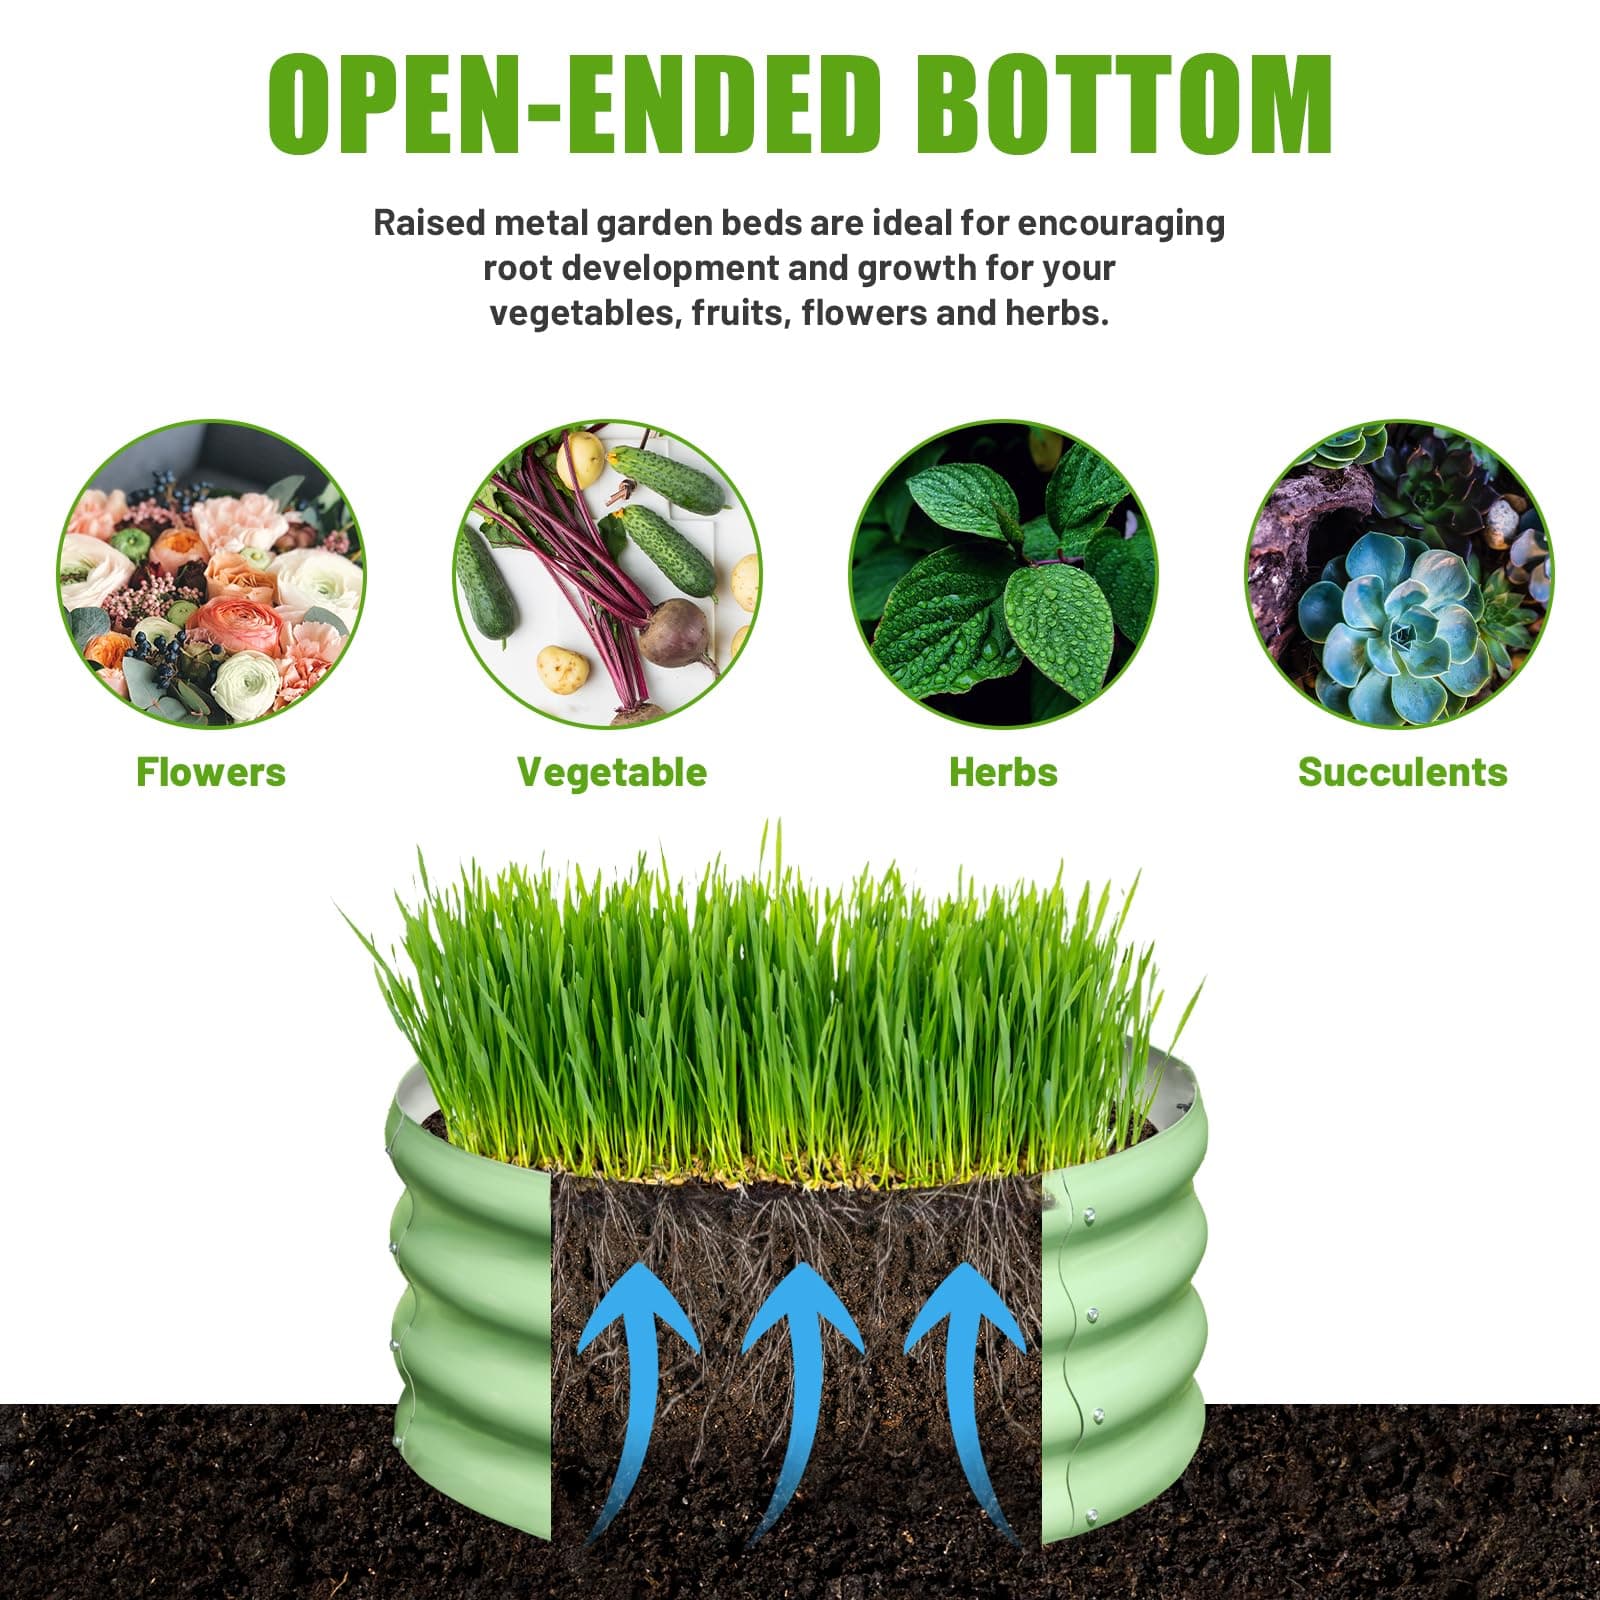 OPEN-ENDED BOTTOM
Raised metal garden beds are ideal for encouraging
root development and growth for your
vegetables, fruits, flowers and herbs.
Flowers
Vegetable
Herbs
Succulents